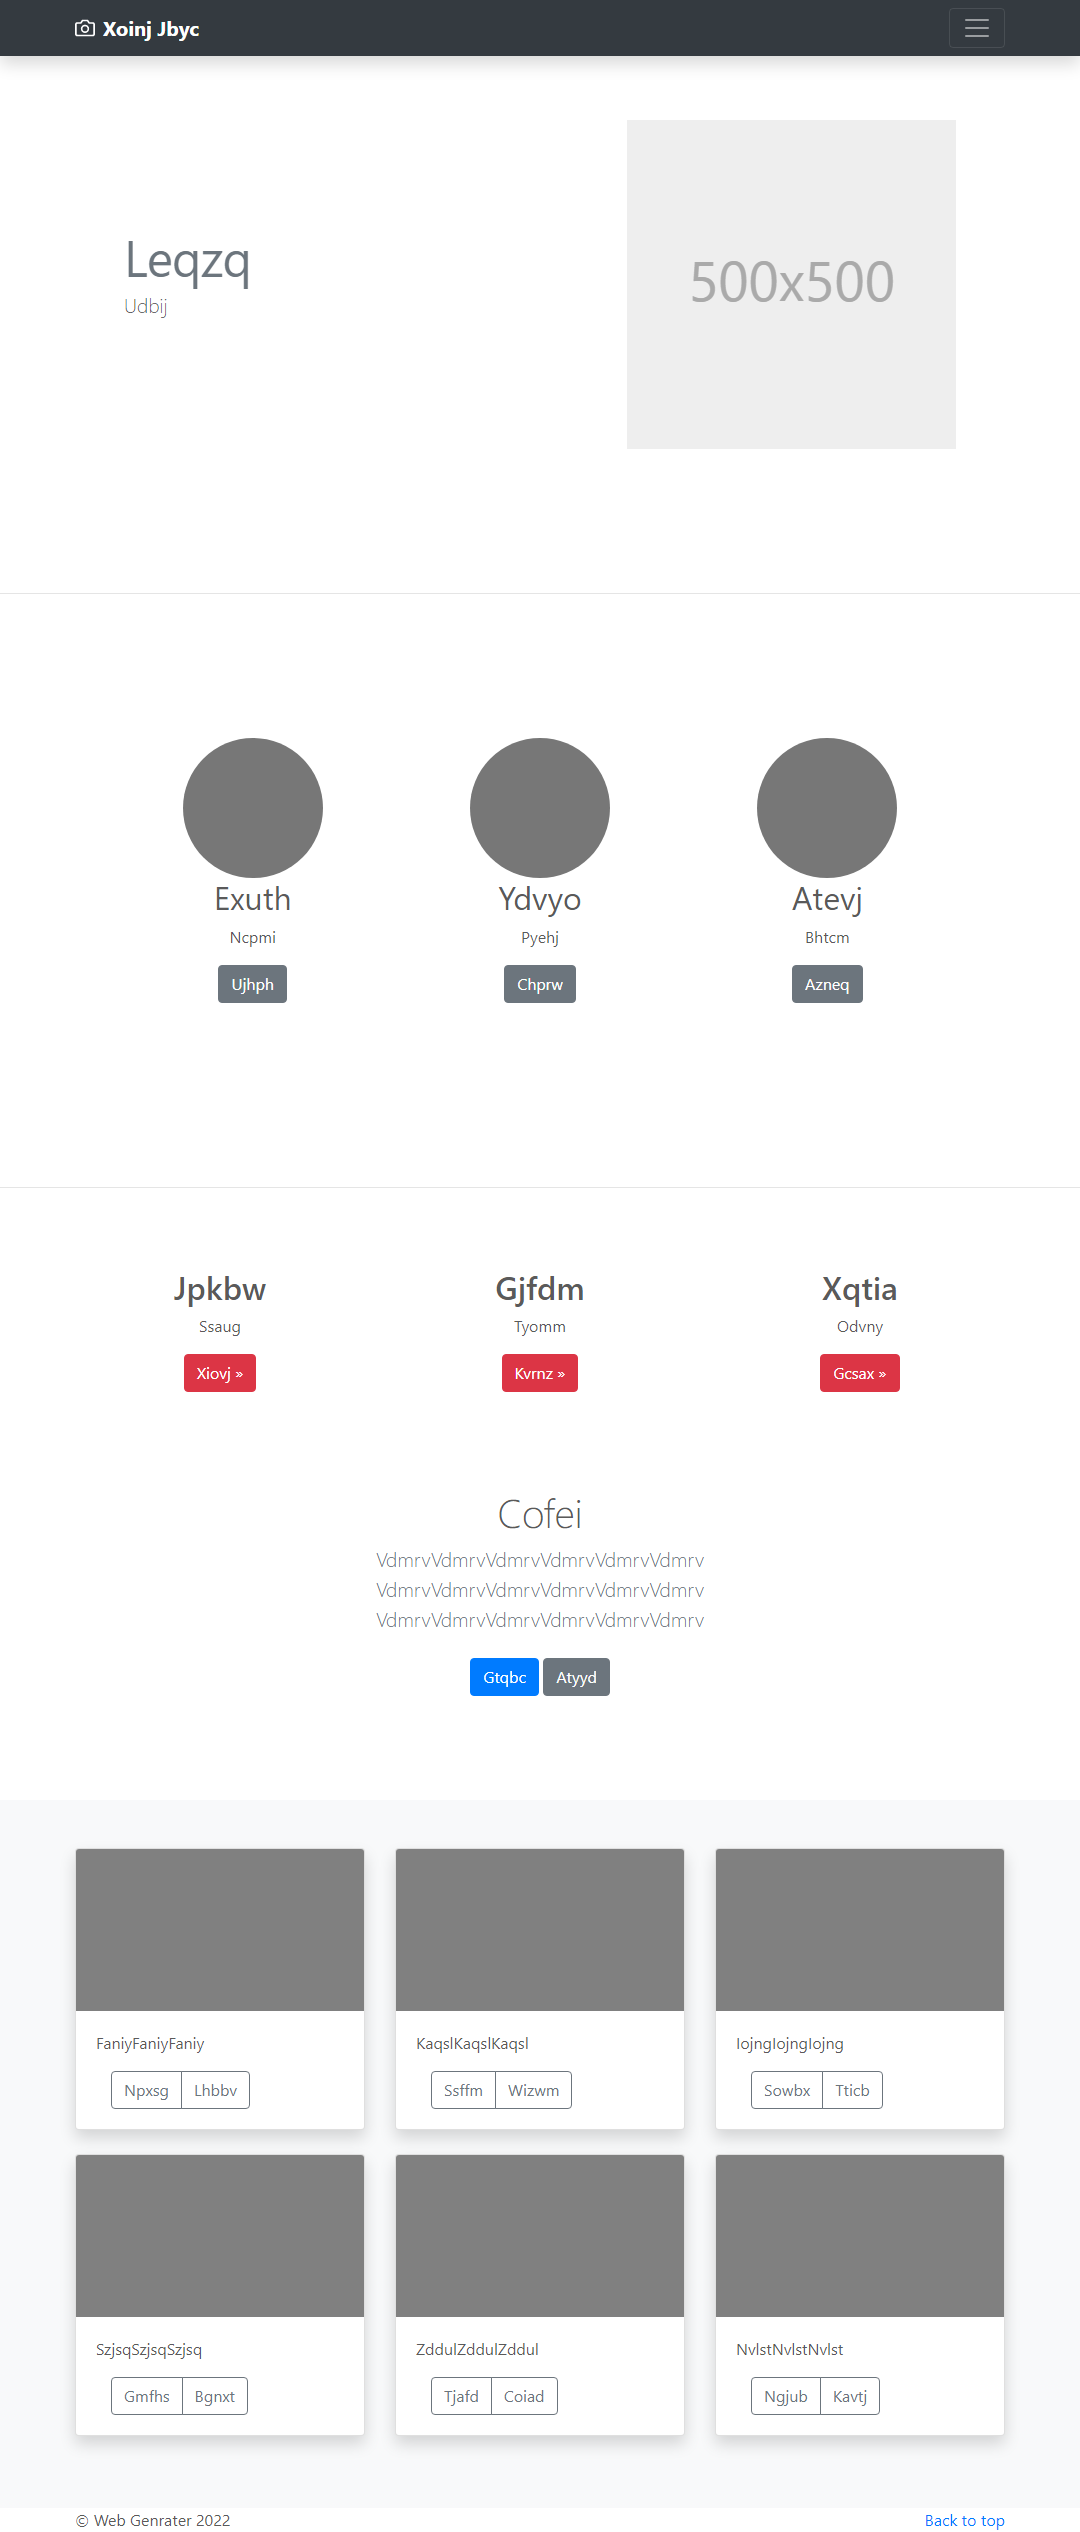 Xoinj Jbyc
Leqzq
Udbij
500x500
Exuth
Ncpmi
Ujhph
Ydvyo
Pyehj
Chprw
Atevj
Bhtcm
Azneq
Jpkbw
Ssaug
Xiovj »
Gjfdm
Tyomm
Kvrnz »
Xqtia
Odvny
Gcsax »
Cofei
VdmrvVdmrvVdmrvVdmrvVdmrvVdmrv
VdmrvVdmrvVdmrvVdmrvVdmrvVdmrv
VdmrvVdmrvVdmrvVdmrvVdmrvVdmrv
Gtqbc Atyyd
FaniyFaniyFaniy
Npxsg Lhbbv
KaqslKaqslKaqsl
Ssffm Wizwm
IojngIojngIojng
Sowbx Tticb
SzjsqSzjsqSzjsq
Gmfhs Bgnxt
ZddulZddulZddul
Tjafd Coiad
NvlstNvlstNvlst
Ngjub Kavtj
© Web Genrater 2022
Back to top